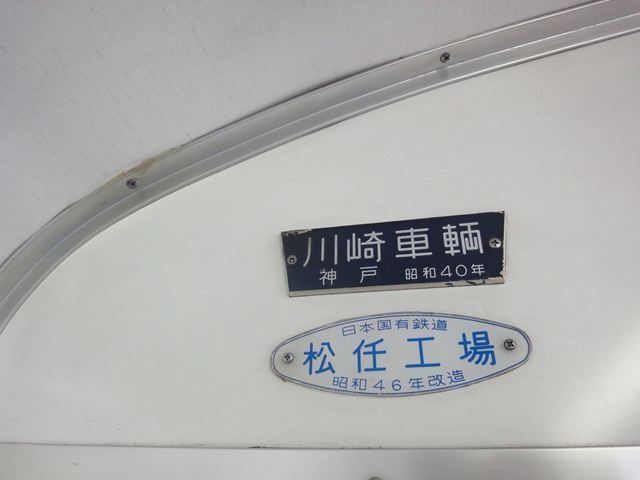 川崎車輌
神戸 昭和40年
日本国有鉄道
松任工場
昭和46年改造